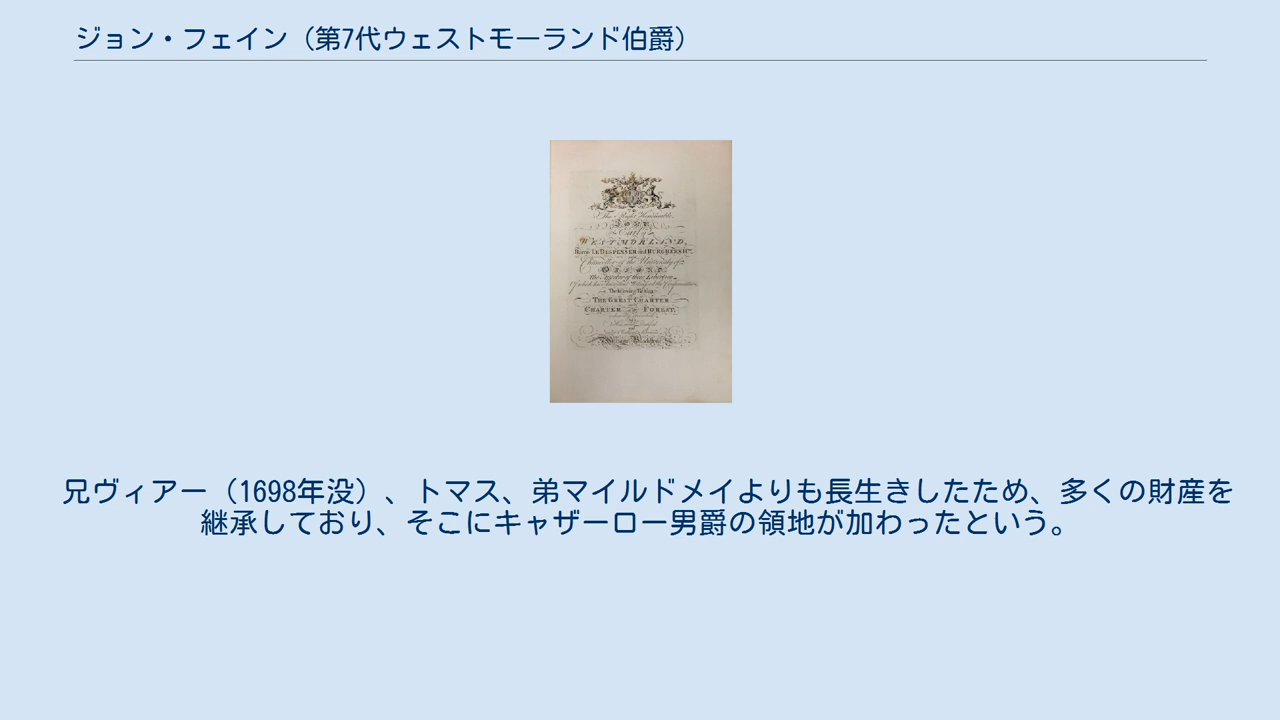 ジョン・フェイン（第7代ウェストモーランド伯爵）
The Right Honourable,
JOHN
Earl of
WESTMORLAND,
Baron LE DESPENSER and BURGHERSH
Chancellor of the University of
OXFORD
THE GREAT CHARTER
CHARTER FOREST,
兄ヴィアー（1698年没）、トマス、弟マイルドメイよりも長生きしたため、多くの財産を
継承しており、そこにキャザーロー男爵の領地が加わったという。